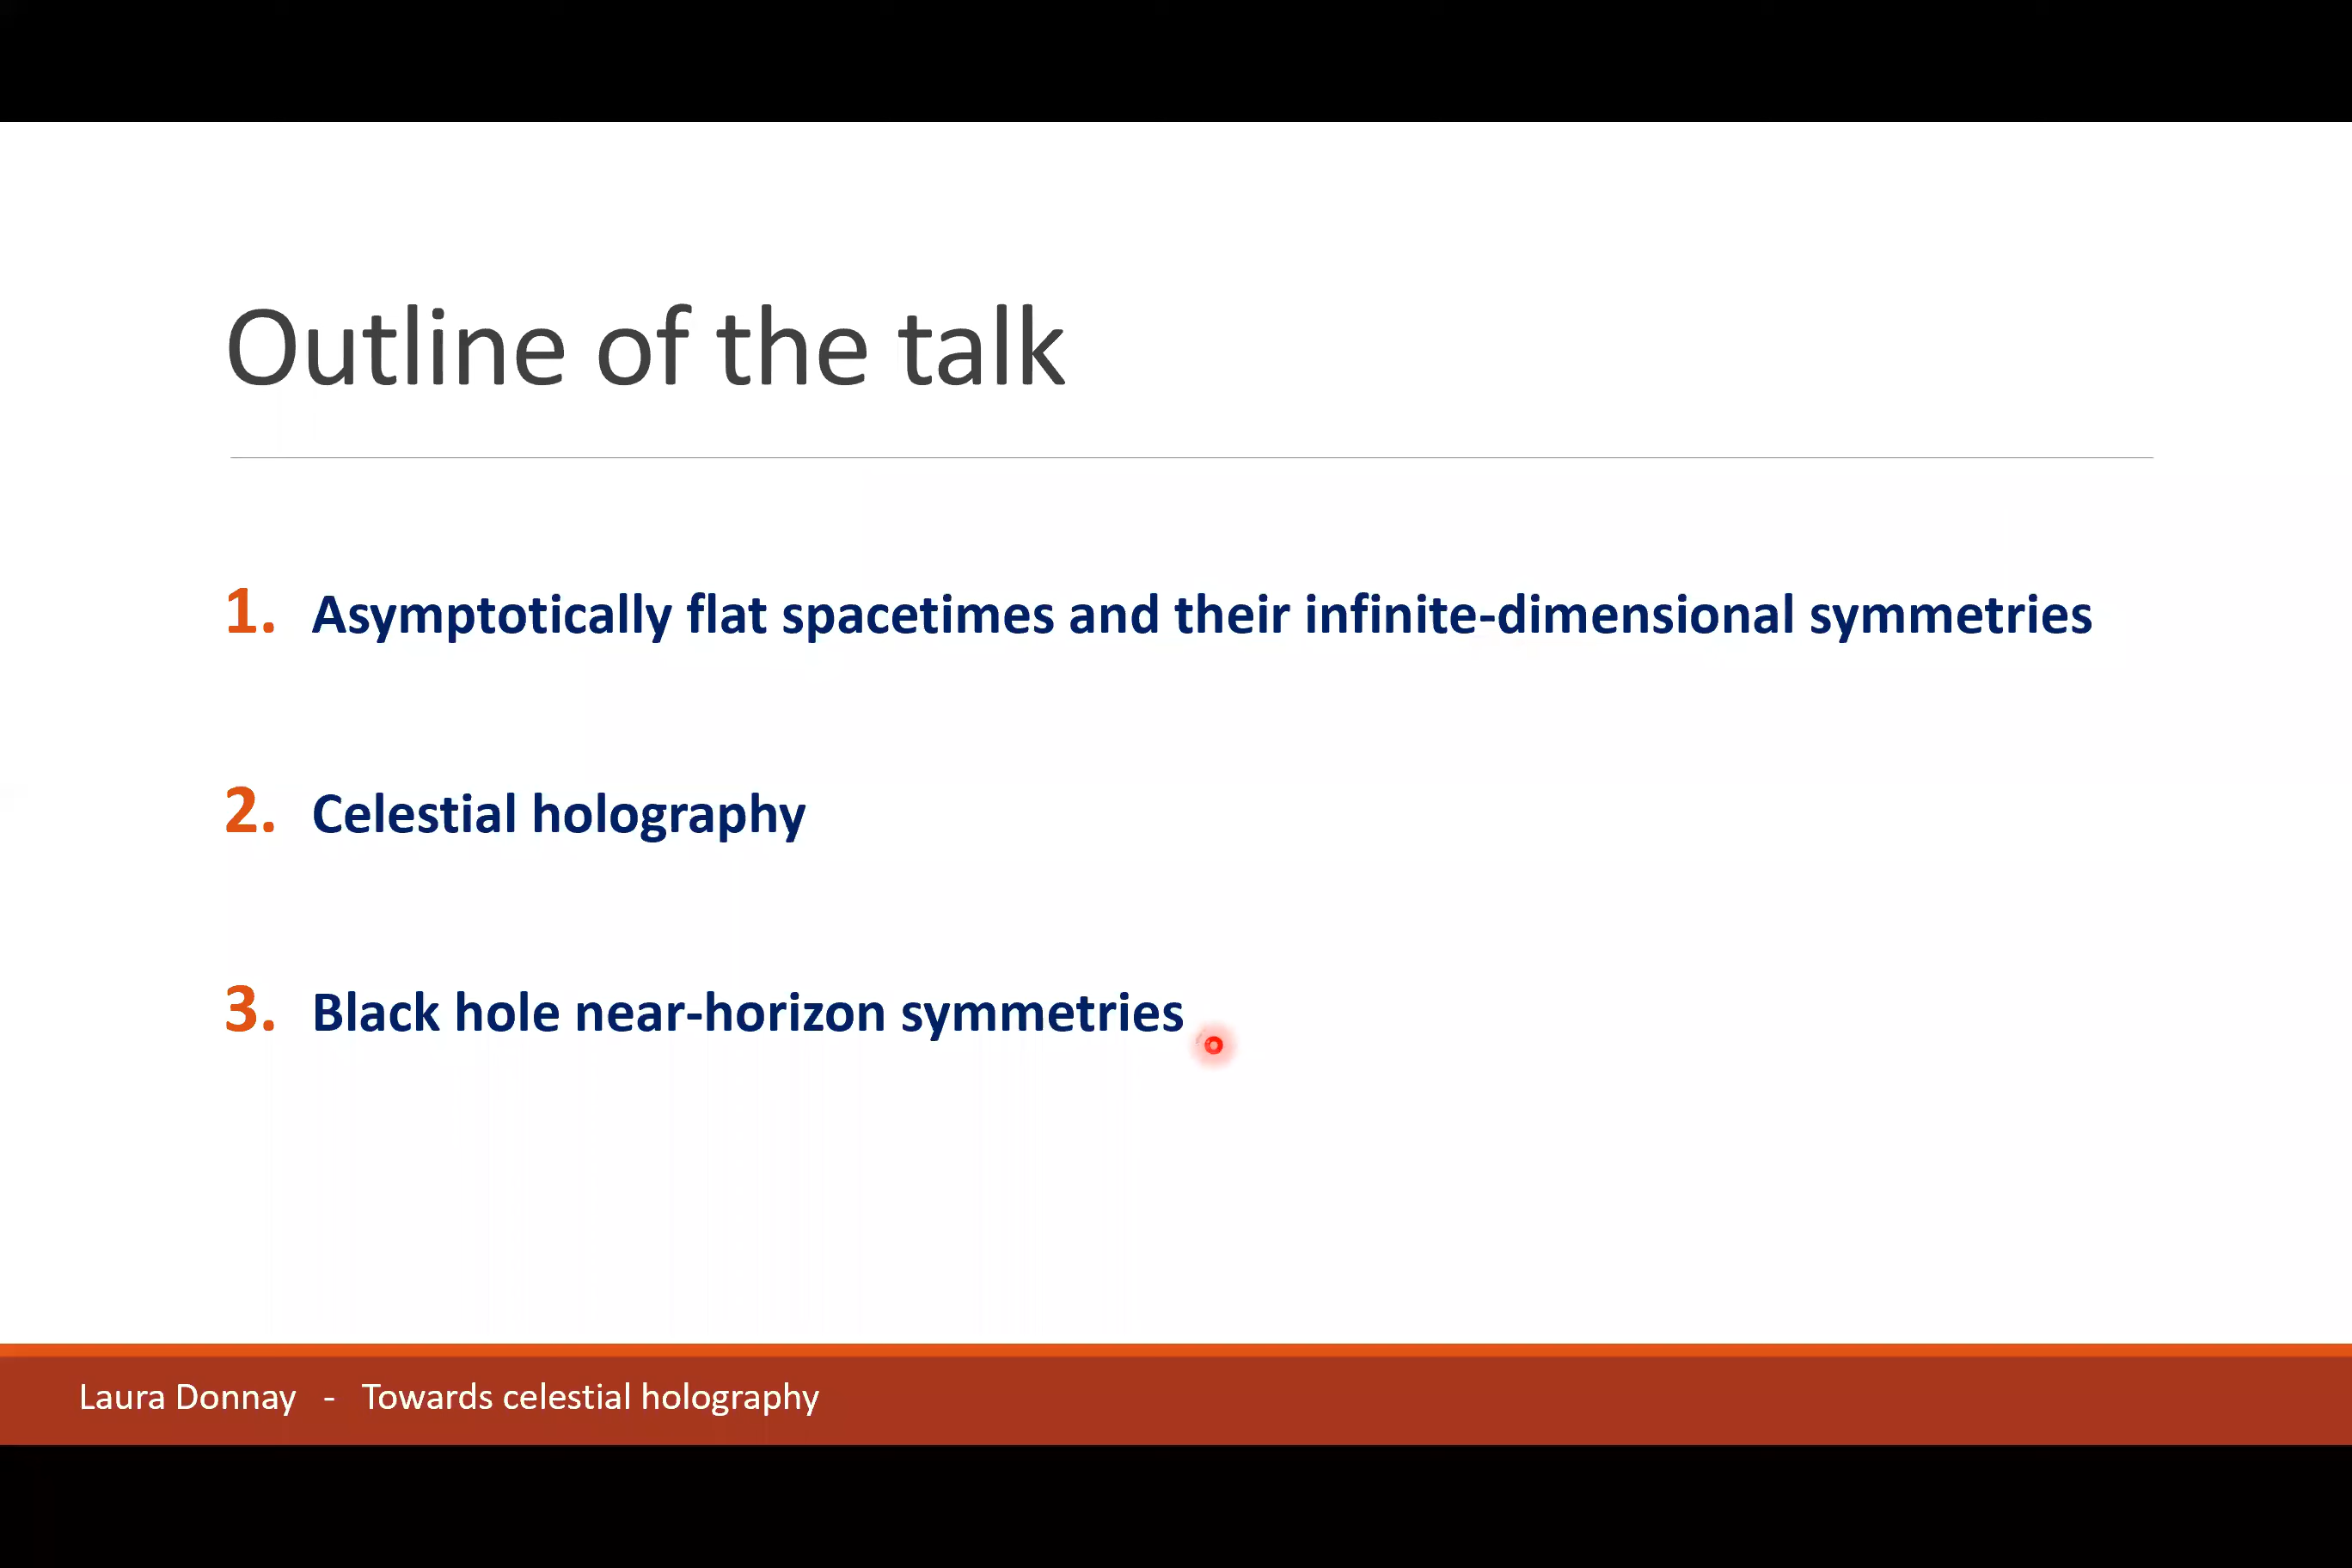 Outline of the talk
1. Asymptotically flat spacetimes and their infinite-dimensional symmetries
2. Celestial holography
3. Black hole near-horizon symmetries
Laura Donnay - Towards celestial holography